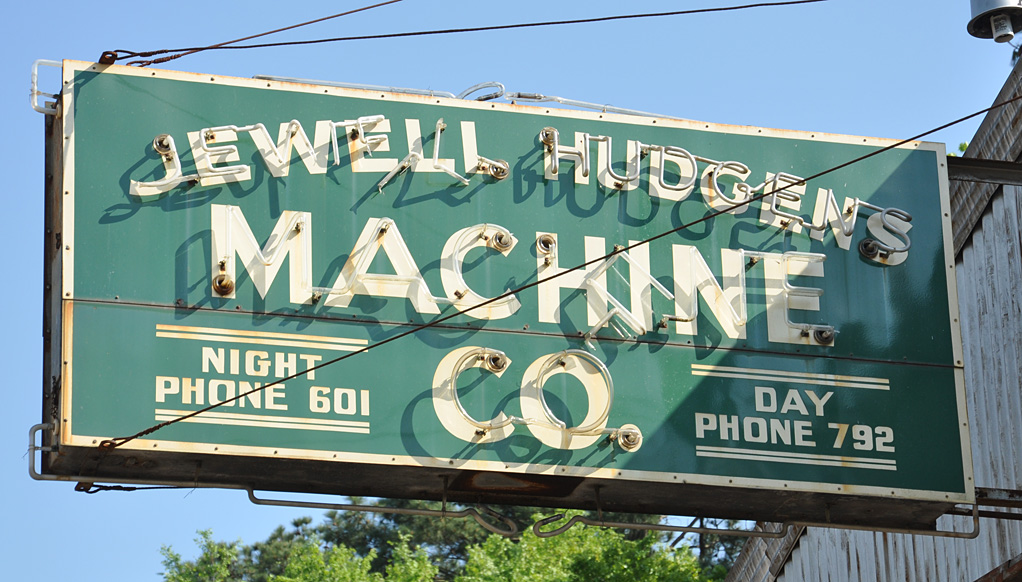 JEWELL HUDGENS
MACHINE
CO.
NIGHT
PHONE 601
DAY
PHONE 792